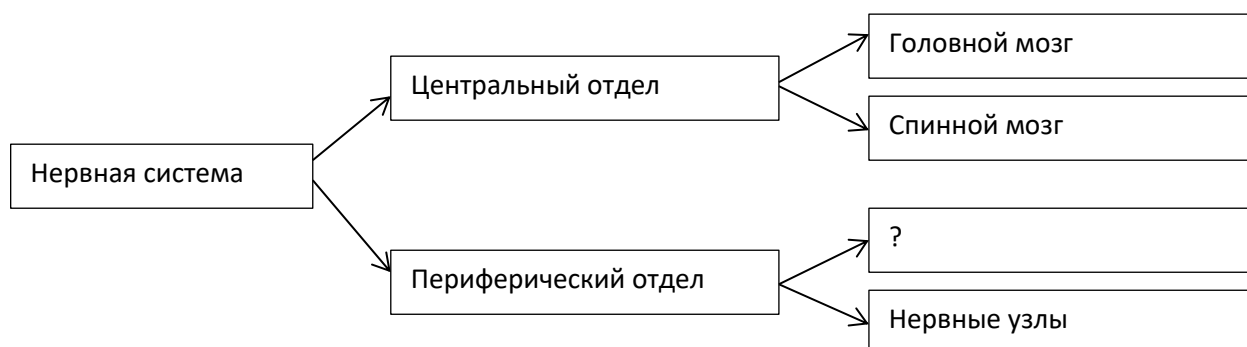 Головной мозг
Центральный отдел
Спинной мозг
Нервная система
?
Периферический отдел
Нервные узлы